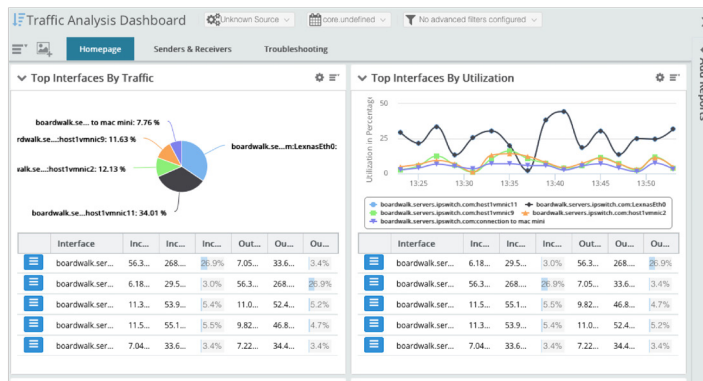 Traffic Analysis Dashboard
Unknown Source
core.undefined
No advanced filters configured
Homepage
Senders & Receivers
Troubleshooting
Add Reports
Top Interfaces By Traffic
boardwalk.se... to mac mini: 7.76 %
rdwalk.se...:host1vmnic9: 11.63 %
walk.se...:host1vmnic2: 12.13 %
boardwalk.se...m:LexnasEth0:
boardwalk.se...host1vmnic11: 34.01 %
Interface Inc... Inc... Inc... Out... Ou... Ou...
boardwalk.ser... 56.3... 268.... 26.9% 7.05... 33.6... 3.4%
boardwalk.ser... 6.18... 29.5... 3.0% 56.3... 268.... 26.9%
boardwalk.ser... 11.3... 53.9... 5.4% 11.0... 52.4... 5.2%
boardwalk.ser... 11.5... 55.1... 5.5% 9.82... 46.8... 4.7%
boardwalk.ser... 7.04... 33.6... 3.4% 7.22... 34.4... 3.4%
Top Interfaces By Utilization
Utilization in Percentag
50
25
0
13:25 13:30 13:35 13:40 13:45 13:50
boardwalk.servers.ipswitch.com:host1vmnic11 boardwalk.servers.ipswitch.com:LexnasEth0
boardwalk.servers.ipswitch.com:host1vmnic9 boardwalk.servers.ipswitch.com:host1vmnic2
boardwalk.servers.ipswitch.com:connection to mac mini
Interface Inc... Inc... Inc... Out... Ou... Ou...
boardwalk.ser... 6.18... 29.5... 3.0% 56.3... 268.... 26.9%
boardwalk.ser... 56.3... 268.... 26.9% 7.05... 33.6... 3.4%
boardwalk.ser... 11.5... 55.1... 5.5% 9.82... 46.8... 4.7%
boardwalk.ser... 11.3... 53.9... 5.4% 11.0... 52.4... 5.2%
boardwalk.ser... 7.04... 33.6... 3.4% 7.22... 34.4... 3.4%